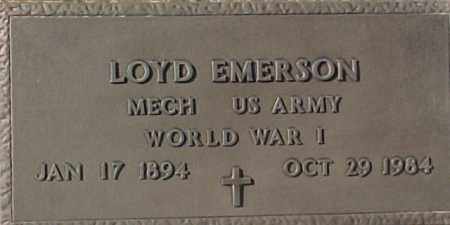 LOYD EMERSON
MECH US ARMY
WORLD WAR I
JAN 17 1894 OCT 29 1984